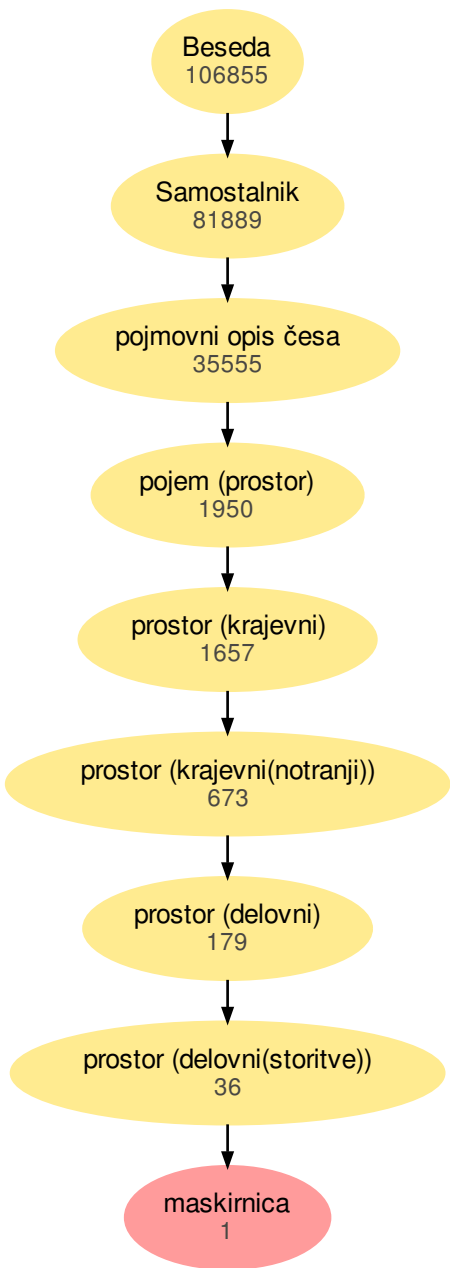 Beseda
106855
Samostalnik
81889
pojmovni opis česa
35555
pojem (prostor)
1950
prostor (krajevni)
1657
prostor (krajevni(notranji))
673
prostor (delovni)
179
prostor (delovni(storitve))
36
maskirnica
1